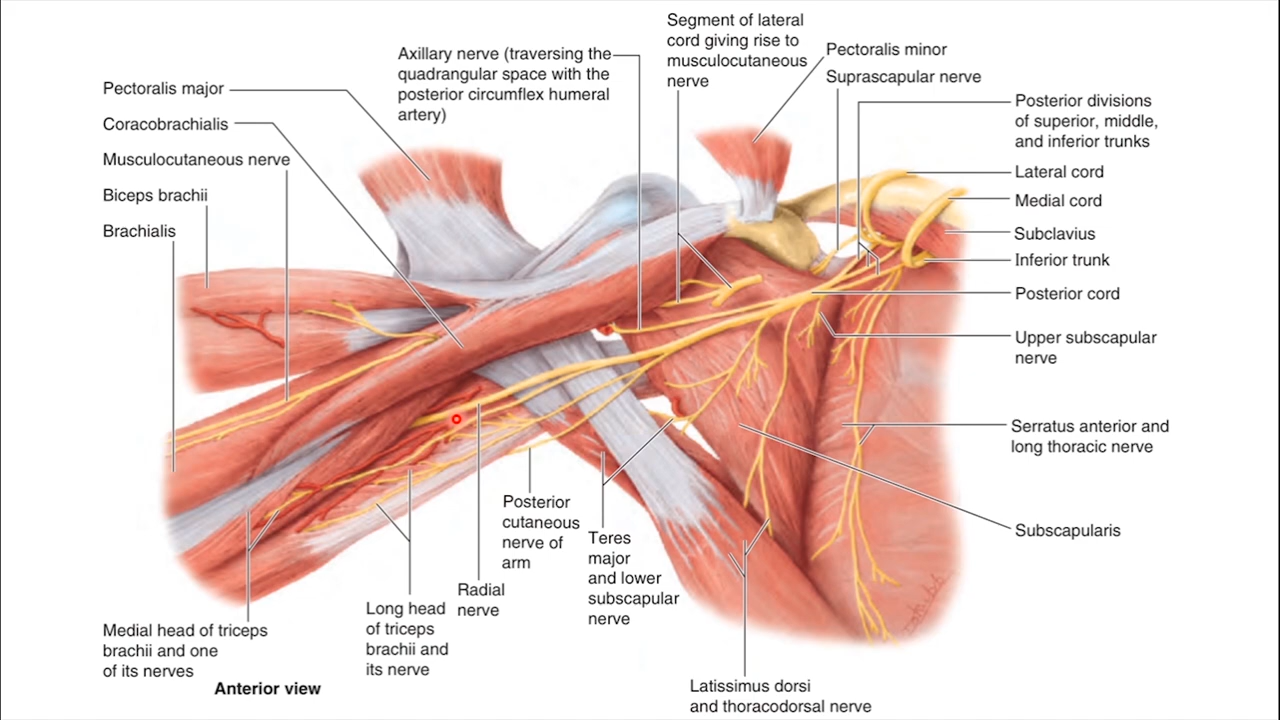 Segment of lateral
cord giving rise to
musculocutaneous
nerve
Axillary nerve (traversing the
quadrangular space with the
posterior circumflex humeral
artery)
Pectoralis minor
Suprascapular nerve
Pectoralis major
Coracobrachialis
Musculocutaneous nerve
Biceps brachii
Brachialis
Posterior divisions
of superior, middle,
and inferior trunks
Lateral cord
Medial cord
Subclavius
Inferior trunk
Posterior cord
Upper subscapular
nerve
Serratus anterior and
long thoracic nerve
Subscapularis
Posterior
cutaneous
nerve of
arm
Teres
major
and lower
subscapular
nerve
Radial
nerve
Long head
of triceps
brachii and
its nerve
Medial head of triceps
brachii and one
of its nerves
Latissimus dorsi
and thoracodorsal nerve
Anterior view